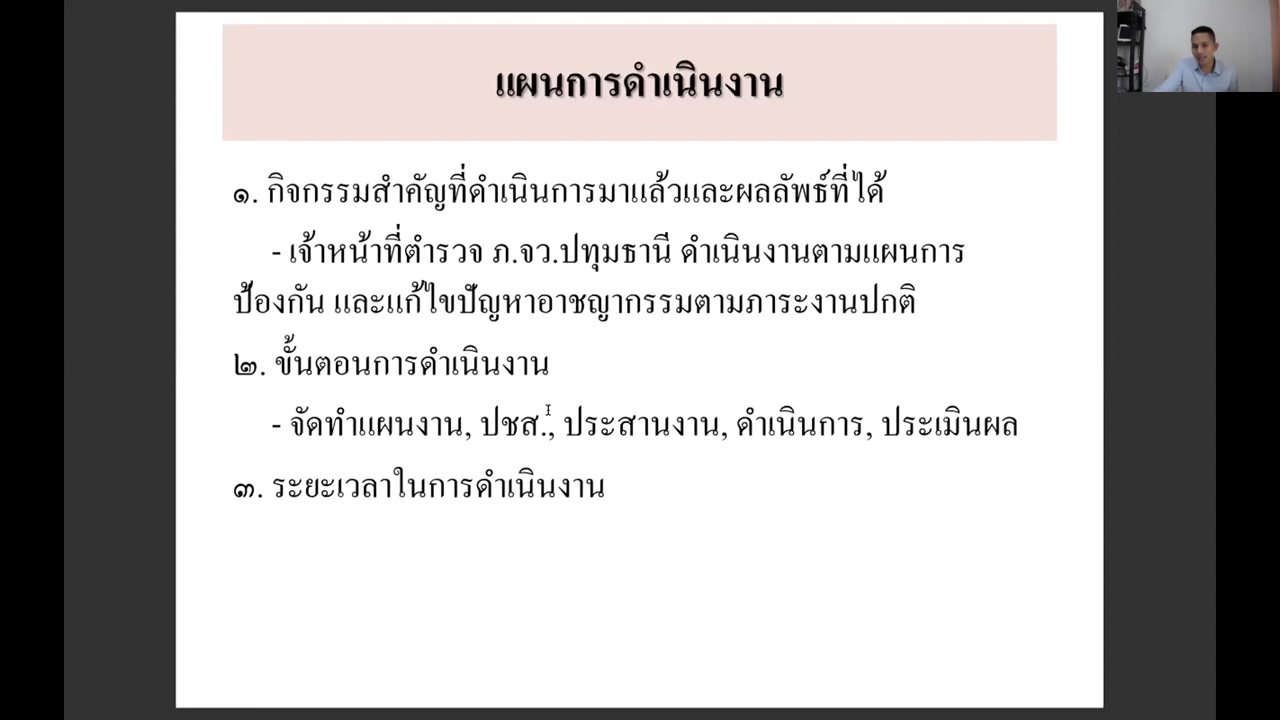 แผนการดำเนินงาน
๑. กิจกรรมสำคัญที่ดำเนินการมาแล้วและผลลัพธ์ที่ได้
- เจ้าหน้าที่ตำรวจ ภ.จว.ปทุมธานี ดำเนินงานตามแผนการ
ป้องกัน และแก้ไขปัญหาอาชญากรรมตามภาระงานปกติ
๒. ขั้นตอนการดำเนินงาน
- จัดทำแผนงาน, ปชส., ประสานงาน, ดำเนินการ, ประเมินผล
๓. ระยะเวลาในการดำเนินงาน